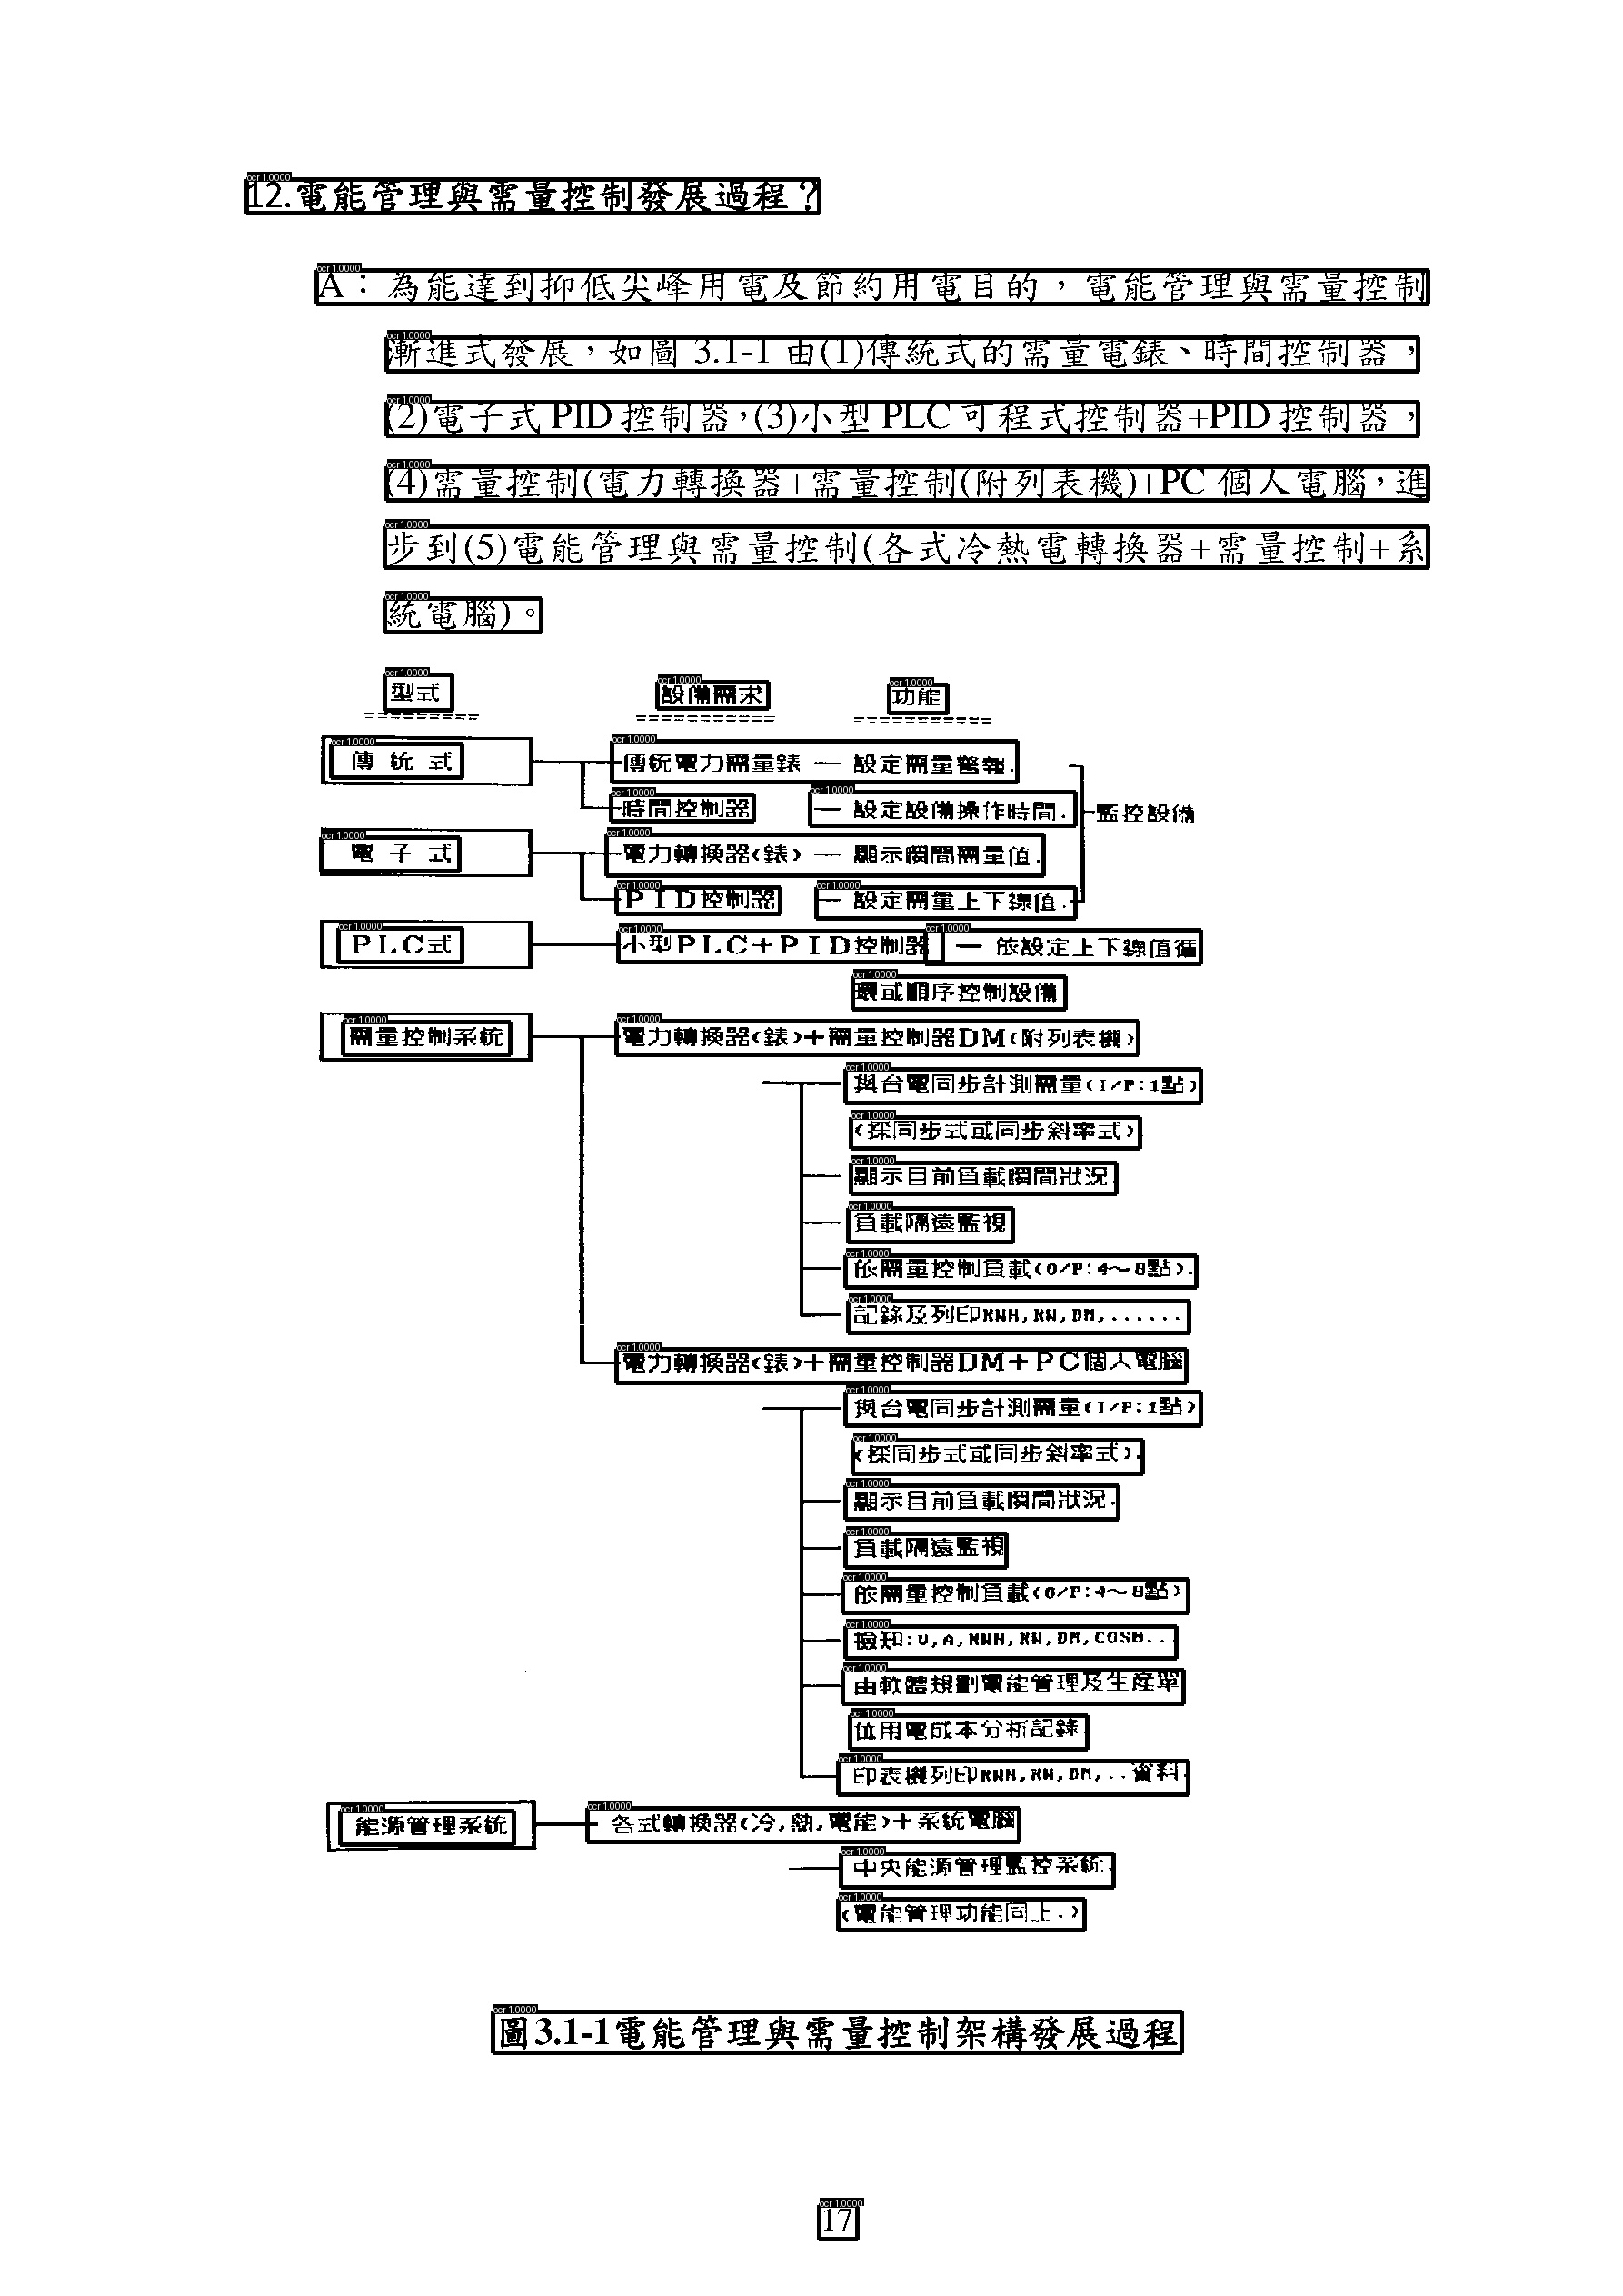 12.電能管理與需量控制發展過程？
A：為能達到抑低尖峰用電及節約用電目的，電能管理與需量控制
漸進式發展，如圖 3.1-1 由(1)傳統式的需量電錶、時間控制器，
(2)電子式 PID 控制器，(3)小型 PLC 可程式控制器+PID 控制器，
(4)需量控制(電力轉換器+需量控制(附列表機)+PC 個人電腦，進
步到(5)電能管理與需量控制(各式冷熱電轉換器+需量控制+系
統電腦)。
型式 設備需求 功能
傳統式 傳統電力需量錶 — 設定需量警報.
時間控制器 — 設定設備操作時間. 監控設備
電子式 電力轉換器(錶) — 顯示瞬間需量值.
PID控制器 — 設定需量上下線值.
PLC式 小型PLC+PID控制器 — 依設定上下線值循
環或順序控制設備
需量控制系統 電力轉換器(錶)+需量控制器DM(附列表機)
與台電同步計測需量(I/P:1點)
(採同步式或同步斜率式)
顯示目前負載瞬間狀況.
負載隔遠監視
依需量控制負載(O/P:4~8點).
記錄及列印KWH,KW,DM,.......
電力轉換器(錶)+需量控制器DM+PC個人電腦
與台電同步計測需量(I/P:1點)
(採同步式或同步斜率式).
顯示目前負載瞬間狀況.
負載隔遠監視
依需量控制負載(O/P:4~8點)
檢知:V,A,KWH,KW,DM,COSθ...
由軟體規劃電能管理及生産單
位用電成本分析記錄.
印表機列印KWH,KW,DM,...資料.
能源管理系統 各式轉換器(冷,熱,電能)+系統電腦
中央能源管理監控系統.
(電能管理功能同上.)
圖3.1-1電能管理與需量控制架構發展過程
17